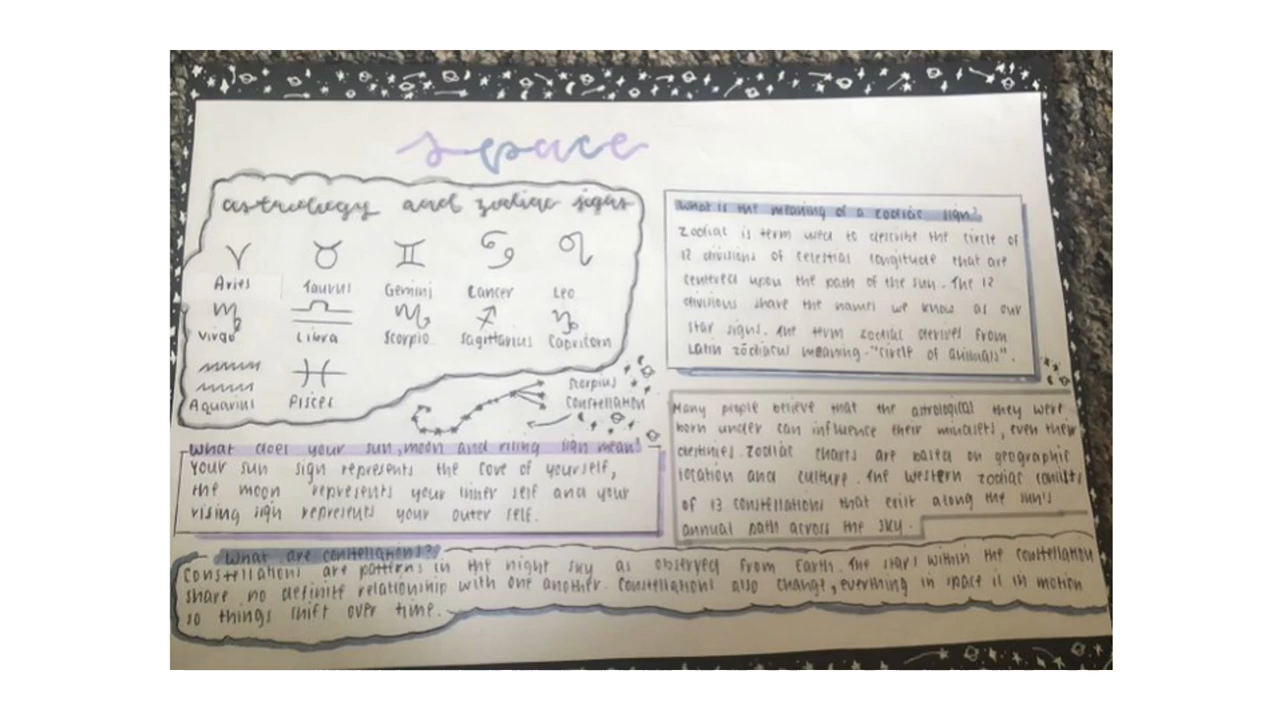 space
astrology and zodiac signs
Aries Taurus Gemini Cancer Leo
Virgo Libra Scorpio Sagittarius Capricorn
Aquarius Pisces
Scorpius
Constellation
What does your sun, moon and rising sign mean?
Your sun sign represents the core of yourself,
the moon represents your inner self and your
rising sign represents your outer self.
What is the meaning of a zodiac sign?
Zodiac is term used to describe the circle of
12 divisions of celestial longitude that are
centred upon the path of the sun. The 12
divisions share the names we know as our
star signs. The term zodiac derives from
Latin zōdiacus meaning "circle of animals".
Many people believe that the astrological they were
born under can influence their mindsets, even their
destinies. Zodiac charts are based on geographic
location and culture. The western zodiac consists
of 13 constellations that exist along the sun's
annual path across the sky.
What are constellations?
Constellations are patterns in the night sky as observed from Earth. The stars within the constellation
share no definite relationship with one another. Constellations also change, everthing in space is in motion
so things shift over time.